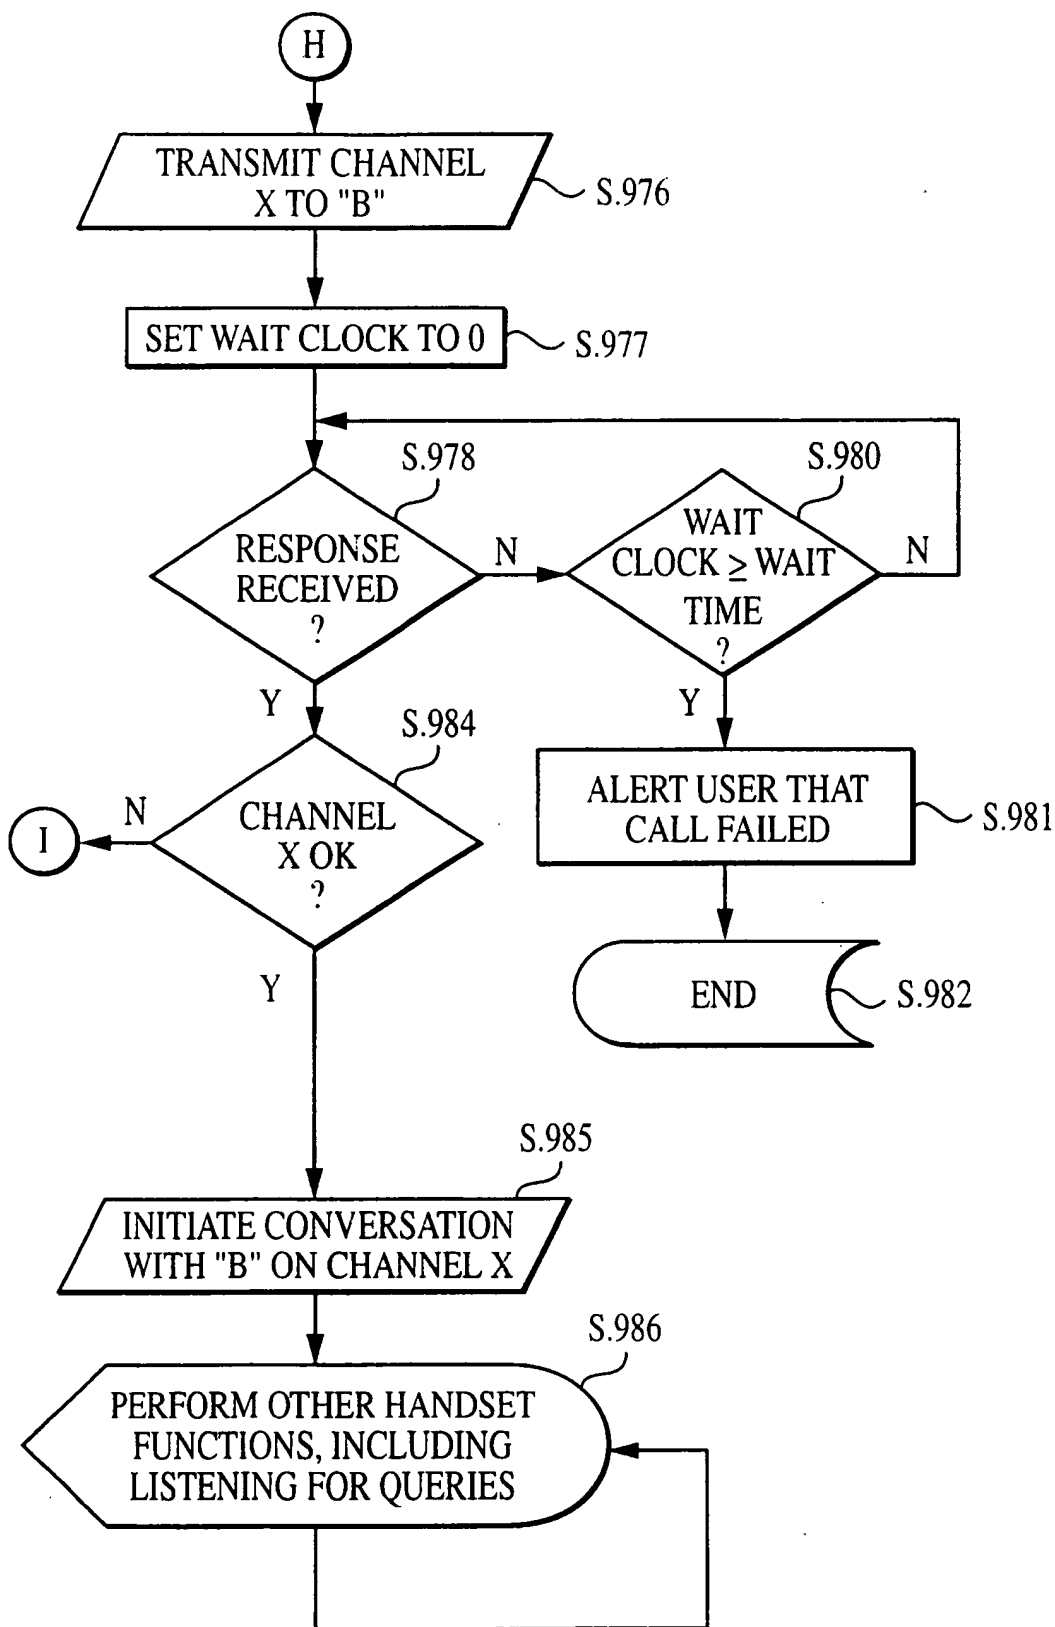 H
TRANSMIT CHANNEL
X TO "B"
S.976
SET WAIT CLOCK TO 0
S.977
S.978
RESPONSE
RECEIVED
?
N
Y
S.980
WAIT
CLOCK ≥ WAIT
TIME
?
N
Y
S.984
CHANNEL
X OK
?
N
I
Y
ALERT USER THAT
CALL FAILED
S.981
END
S.982
S.985
INITIATE CONVERSATION
WITH "B" ON CHANNEL X
S.986
PERFORM OTHER HANDSET
FUNCTIONS, INCLUDING
LISTENING FOR QUERIES